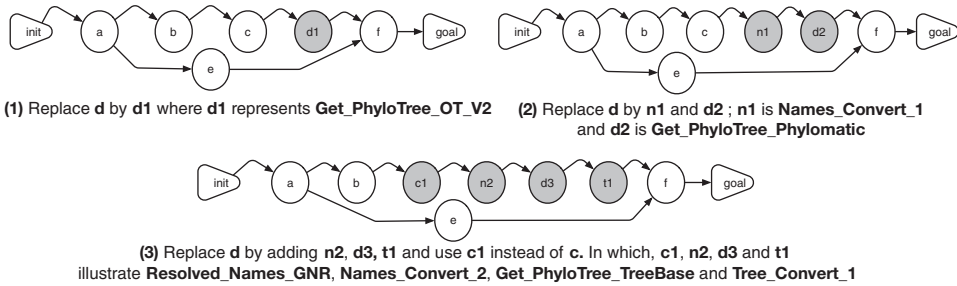 init a b c d1 f goal
e
init a b c n1 d2 f goal
e
(1) Replace d by d1 where d1 represents Get_PhyloTree_OT_V2
(2) Replace d by n1 and d2 ; n1 is Names_Convert_1
and d2 is Get_PhyloTree_Phylomatic
init a b c1 n2 d3 t1 f goal
e
(3) Replace d by adding n2, d3, t1 and use c1 instead of c. In which, c1, n2, d3 and t1
illustrate Resolved_Names_GNR, Names_Convert_2, Get_PhyloTree_TreeBase and Tree_Convert_1